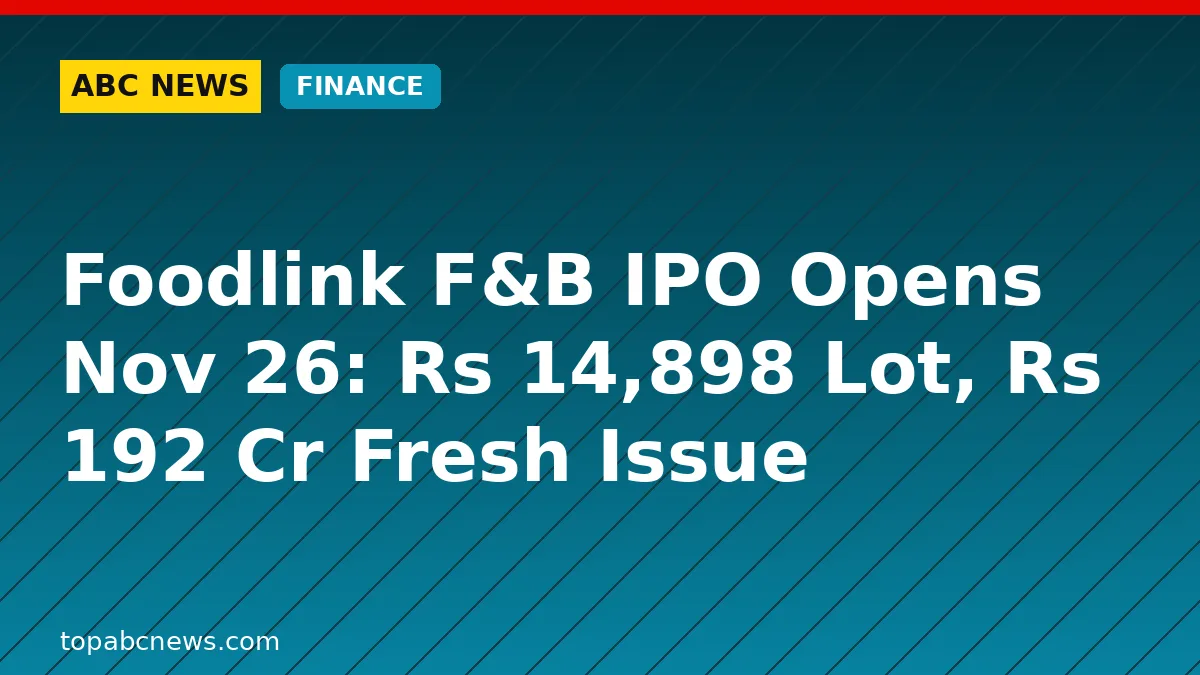 ABC NEWS
FINANCE
Foodlink F&B IPO Opens
Nov 26: Rs 14,898 Lot, Rs
192 Cr Fresh Issue
topabcnews.com